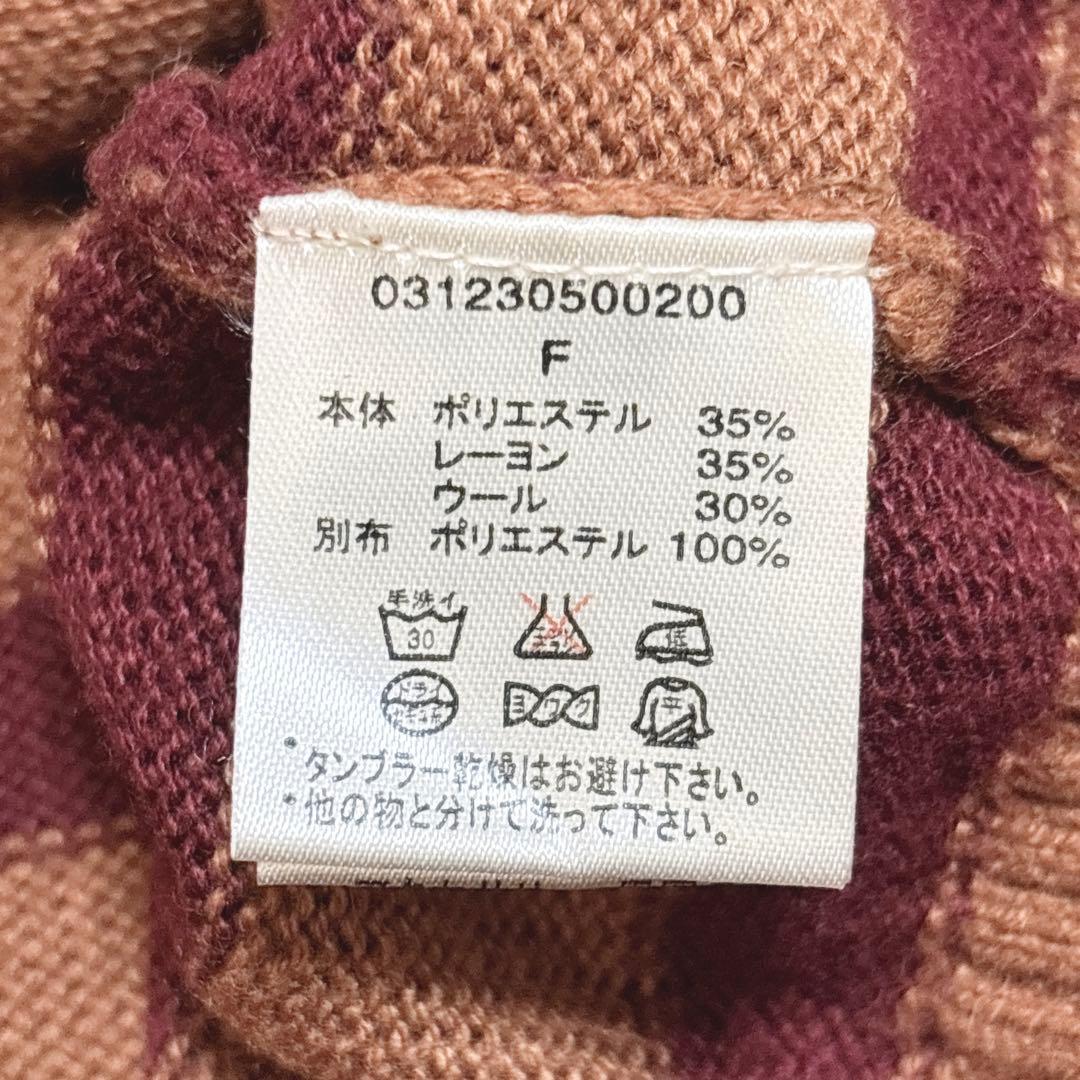 031230500200
F
本体 ポリエステル 35%
レーヨン 35%
ウール 30%
別布 ポリエステル 100%
手洗イ
30
エンソ
サラシ
低
ドライ
セキユ系
ヨワク
平
・タンブラー乾燥はお避け下さい。
・他の物と分けて洗って下さい。